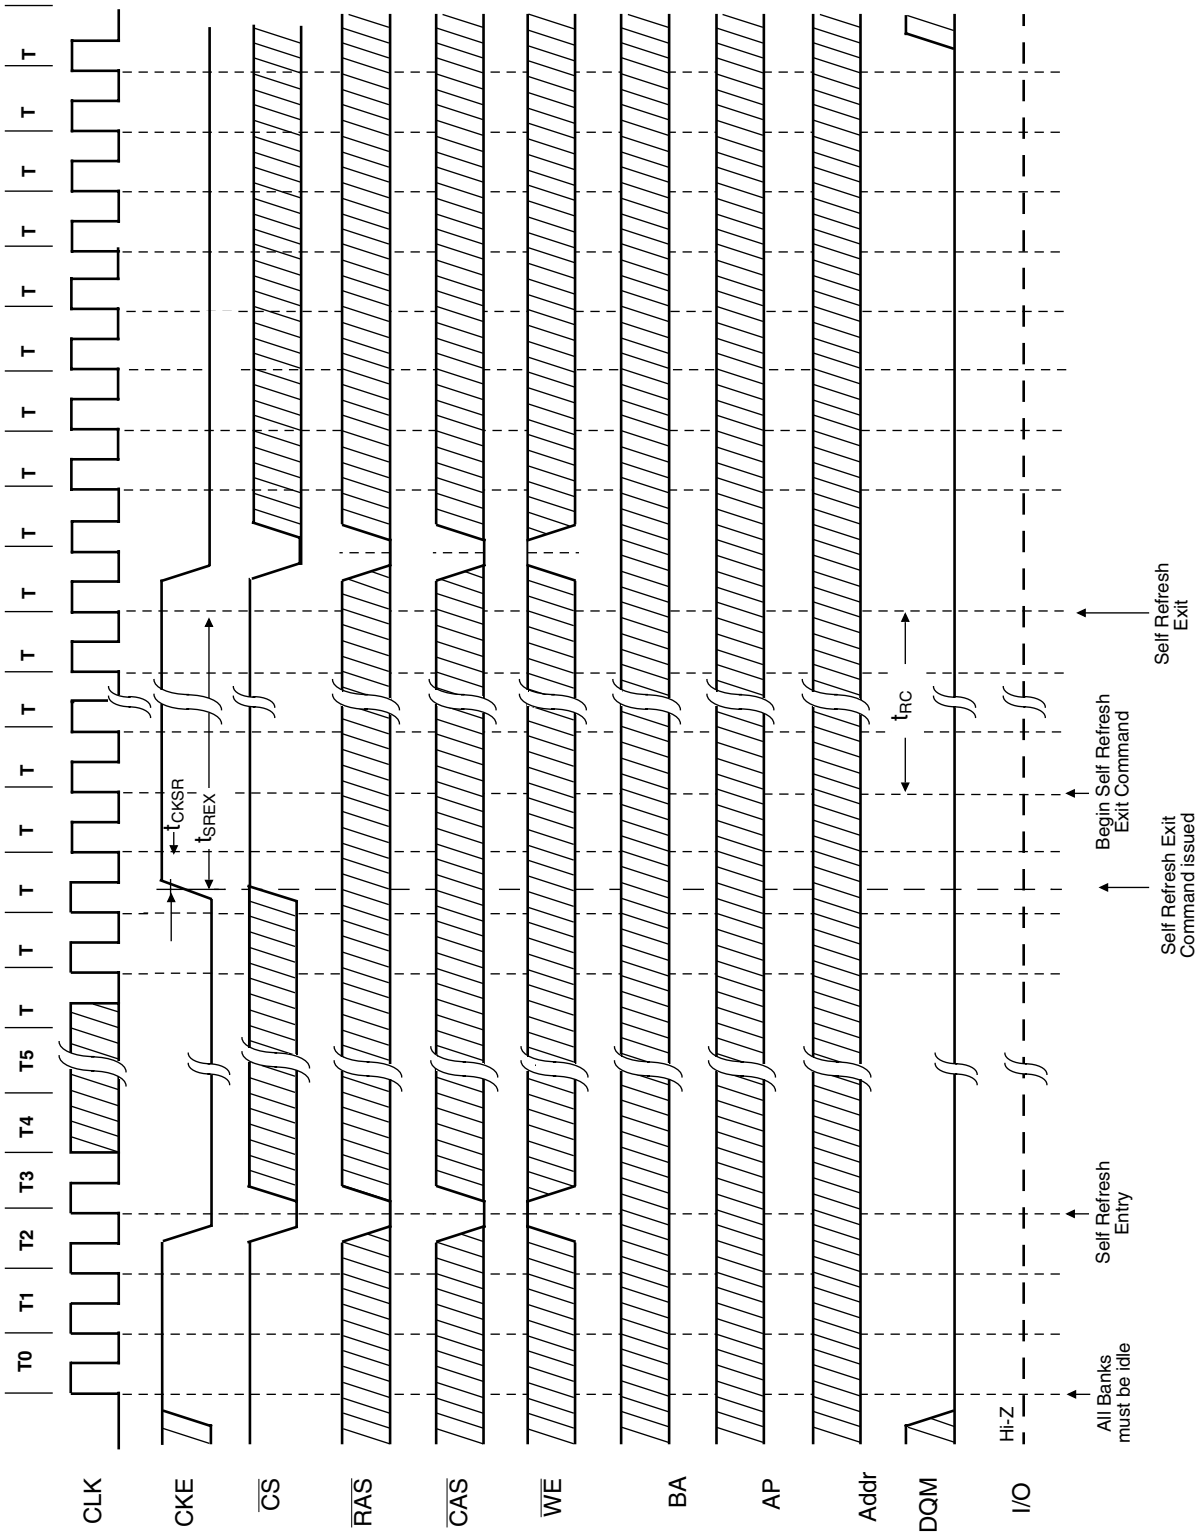 T0 T1 T2 T3 T4 T5 T T T T T T T T T T T T T T T T T
CLK
CKE
tCKSR
tSREX
CS
RAS
CAS
WE
BA
AP
Addr
DQM
tRC
Hi-Z
I/O
All Banks
must be idle
Self Refresh
Entry
Self Refresh Exit
Command issued
Begin Self Refresh
Exit Command
Self Refresh
Exit